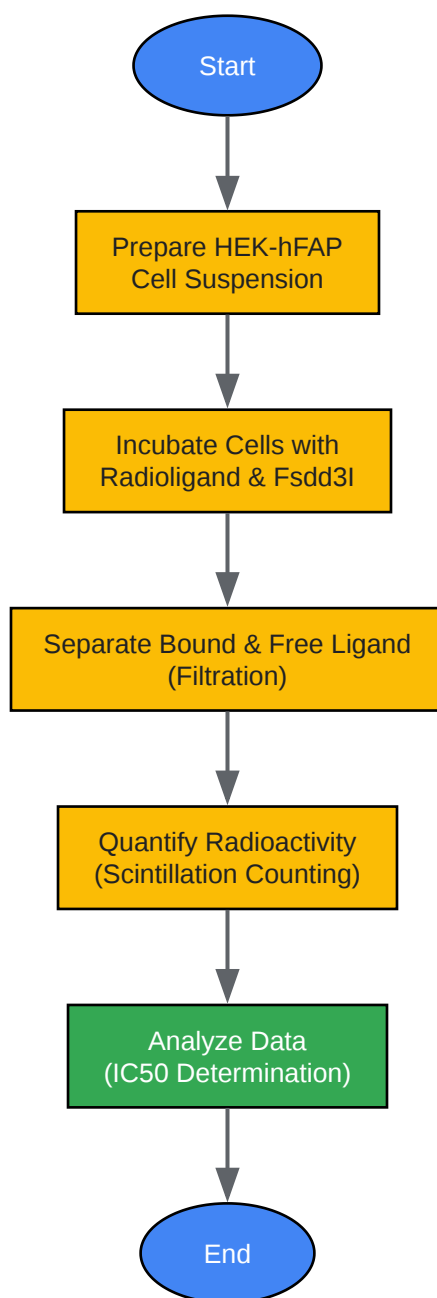 Start
Prepare HEK-hFAP
Cell Suspension
Incubate Cells with
Radioligand & Fsdd3I
Separate Bound & Free Ligand
(Filtration)
Quantify Radioactivity
(Scintillation Counting)
Analyze Data
(IC50 Determination)
End